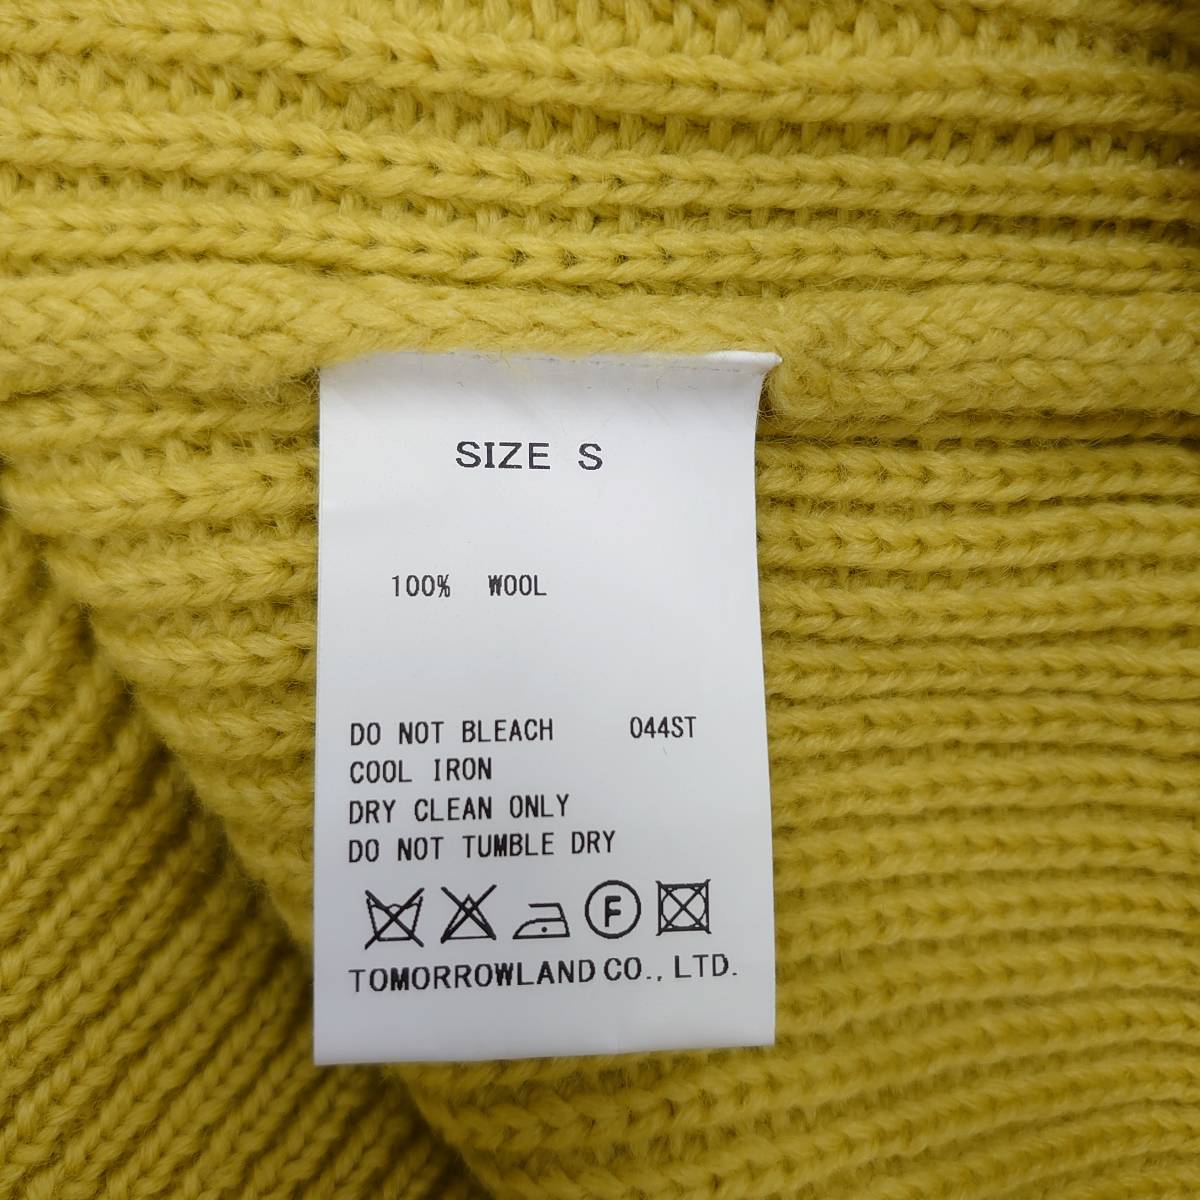 SIZE S
100% WOOL
DO NOT BLEACH 044ST
COOL IRON
DRY CLEAN ONLY
DO NOT TUMBLE DRY
F
TOMORROWLAND CO., LTD.